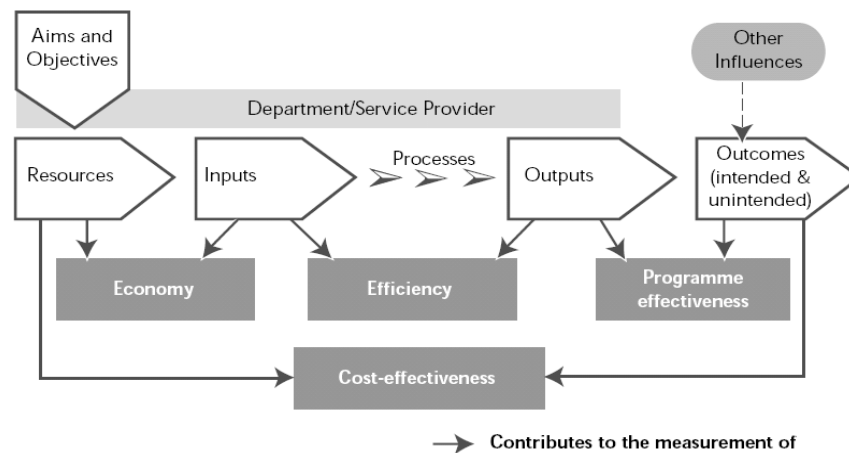 Aims and
Objectives
Other
Influences
Department/Service Provider
Resources
Inputs
Processes
Outputs
Outcomes
(intended &
unintended)
Economy
Efficiency
Programme
effectiveness
Cost-effectiveness
Contributes to the measurement of